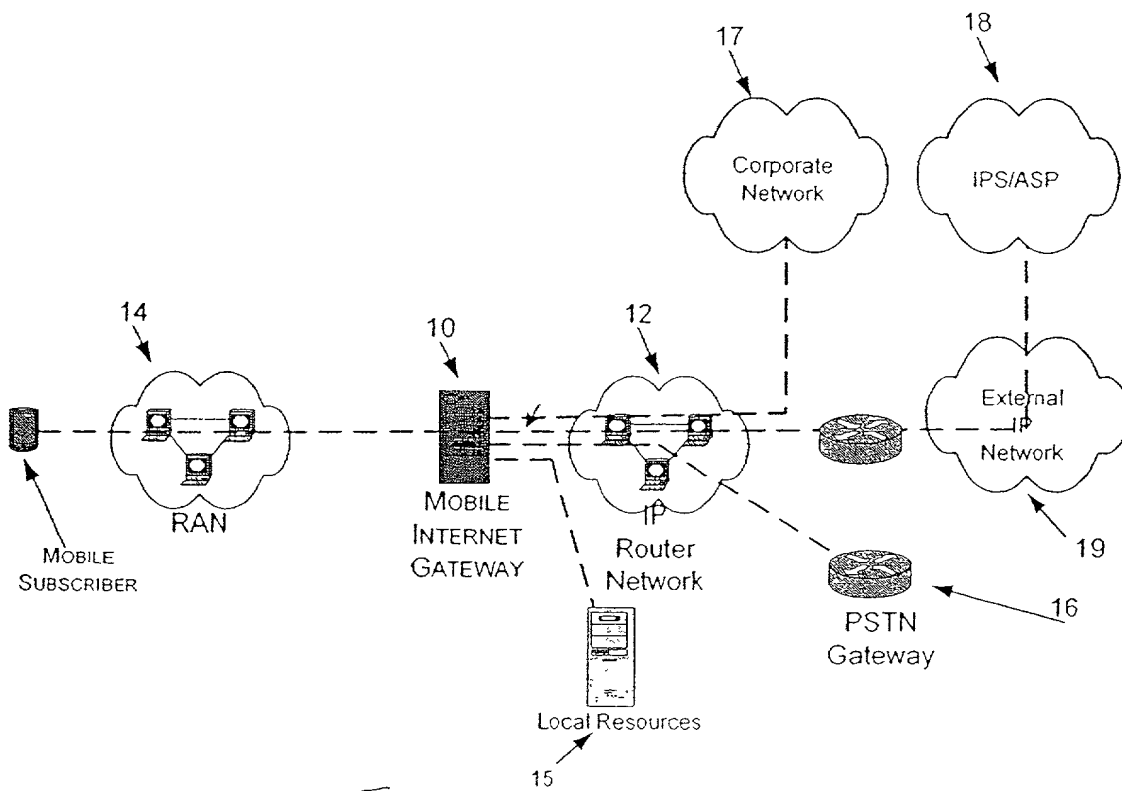 17
18
Corporate
Network
IPS/ASP
14
10
12
External
IP
Network
RAN
MOBILE
SUBSCRIBER
MOBILE
INTERNET
GATEWAY
IP
Router
Network
19
16
PSTN
Gateway
Local Resources
15